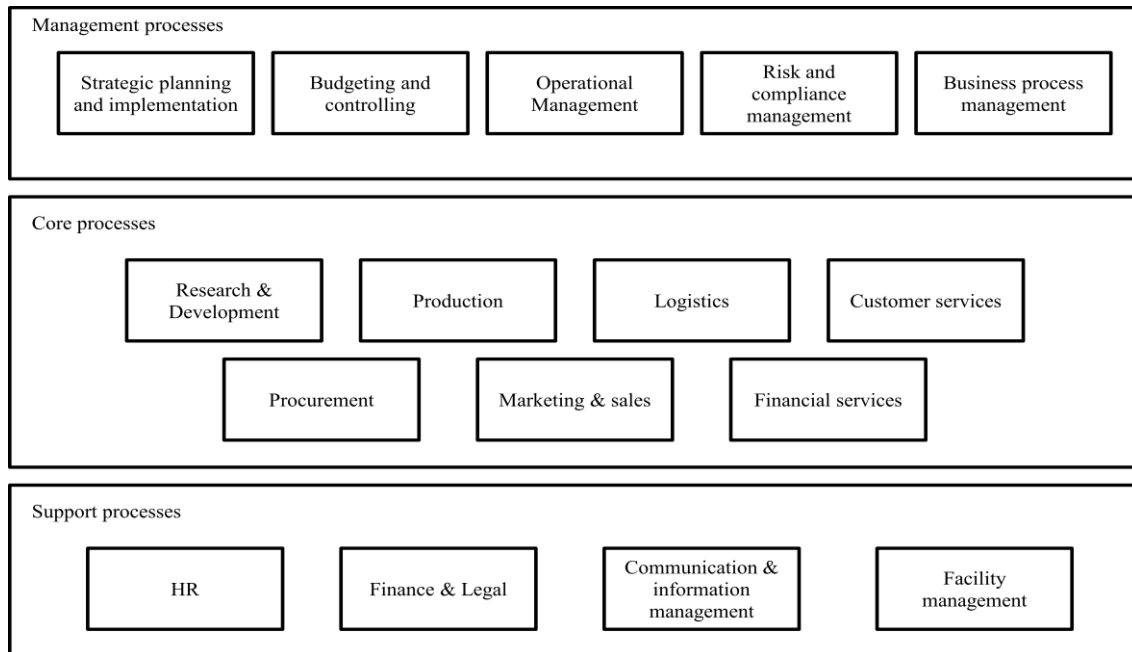 Management processes
Strategic planning
and implementation
Budgeting and
controlling
Operational
Management
Risk and
compliance
management
Business process
management
Core processes
Research &
Development
Production
Logistics
Customer services
Procurement
Marketing & sales
Financial services
Support processes
HR
Finance & Legal
Communication &
information
management
Facility
management